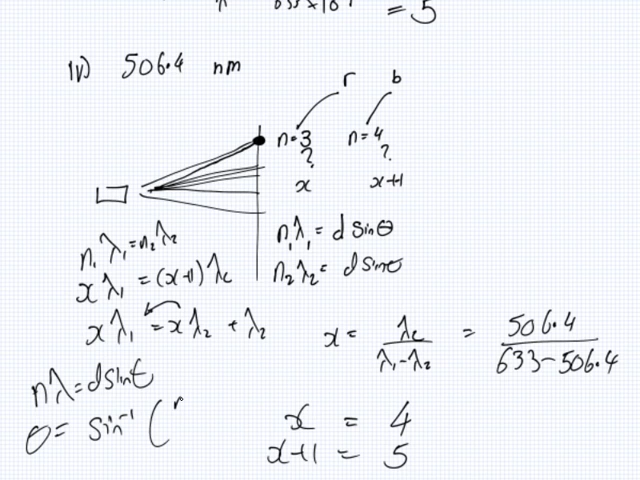 = 5
iv) 506.4 nm
r b
n=3 n=4
? ?
x x+1
n₁λ₁ = d sinθ
n₂λ₂ = d sinθ
n₁λ₁ = n₂λ₂
xλ₁ = (x+1)λ₂
xλ₁ = xλ₂ + λ₂
x = λ₂ / (λ₁-λ₂) = 506.4 / (633-506.4)
nλ = dsinθ
θ = sin⁻¹ (n
x = 4
x+1 = 5